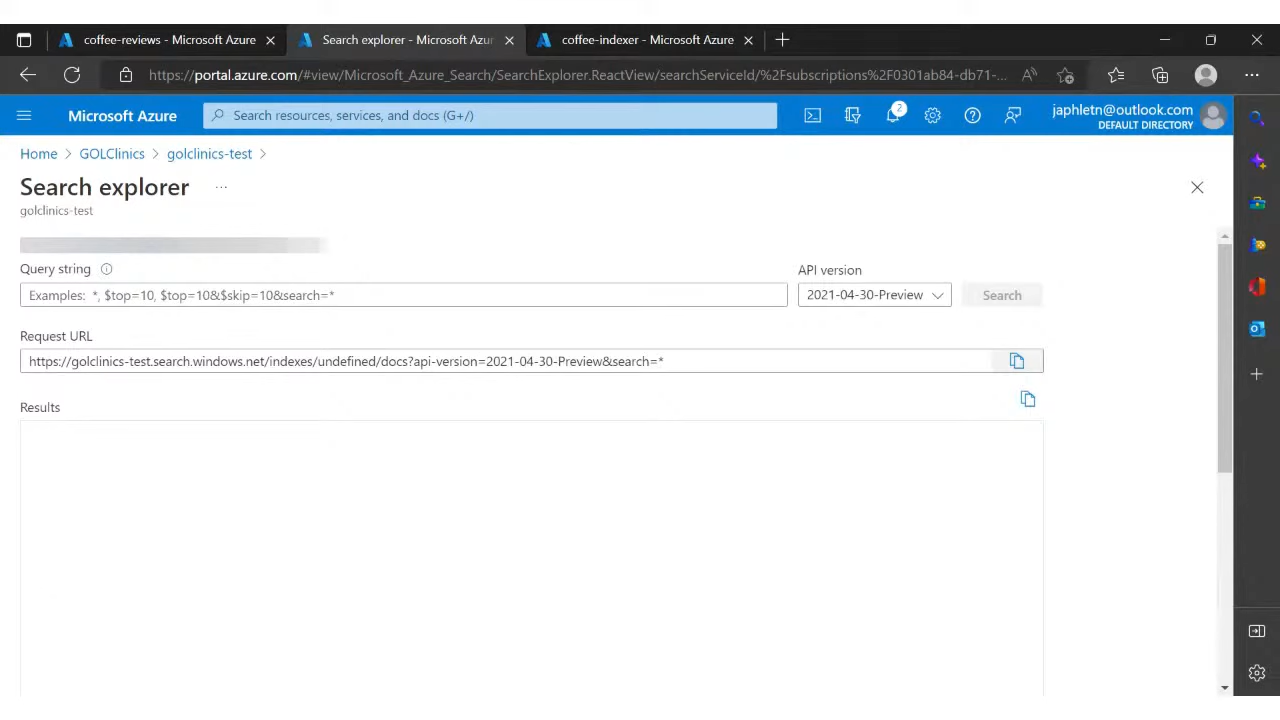 coffee-reviews - Microsoft Azure
Search explorer - Microsoft Azur
coffee-indexer - Microsoft Azure
https://portal.azure.com/#view/Microsoft_Azure_Search/SearchExplorer.ReactView/searchServiceId/%2Fsubscriptions%2F0301ab84-db71-...
Microsoft Azure
Search resources, services, and docs (G+/)
2
japhletn@outlook.com
DEFAULT DIRECTORY
Home > GOLClinics > golclinics-test >
Search explorer ...
golclinics-test
Query string
API version
Examples: *, $top=10, $top=10&$skip=10&search=*
2021-04-30-Preview
Search
Request URL
https://golclinics-test.search.windows.net/indexes/undefined/docs?api-version=2021-04-30-Preview&search=*
Results